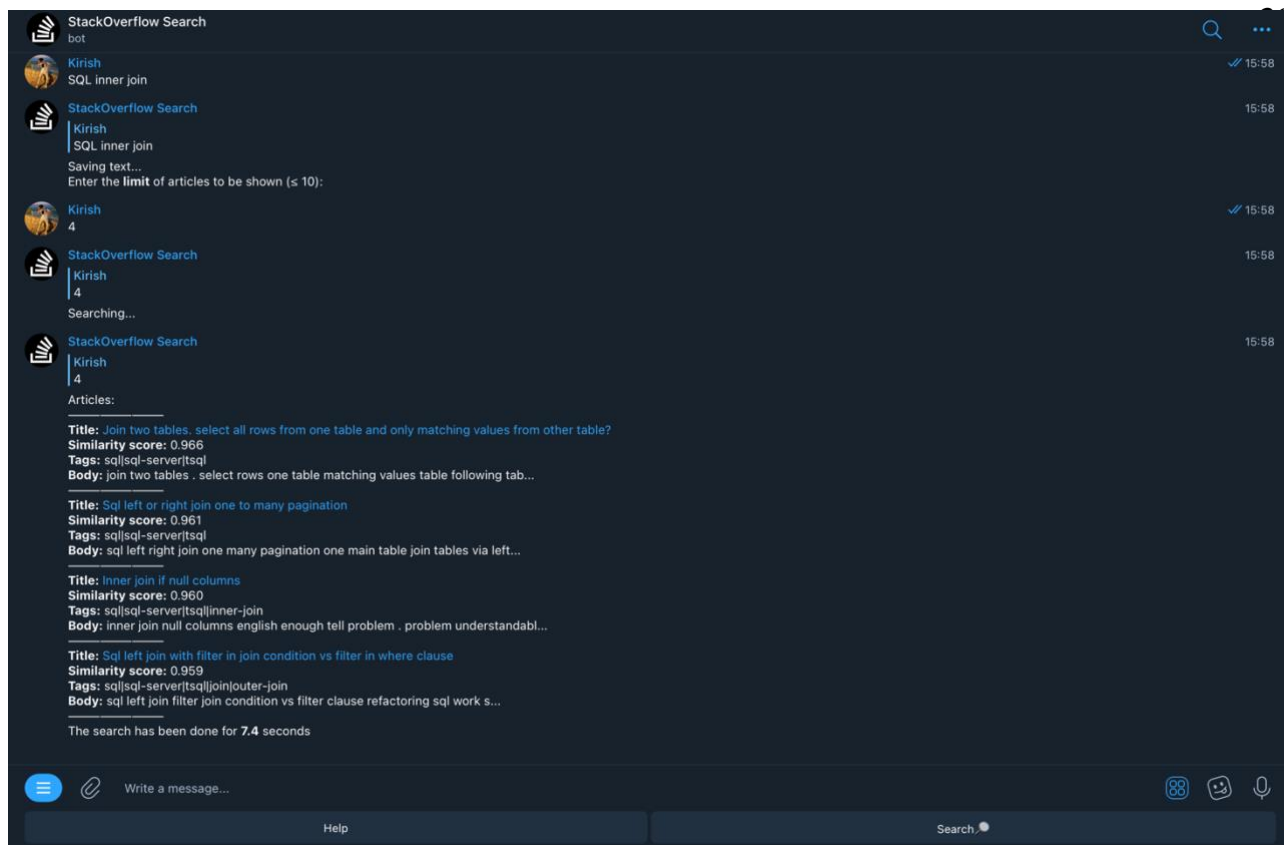 StackOverflow Search
bot
Kirish
15:58
SQL inner join
StackOverflow Search
15:58
Kirish
SQL inner join
Saving text...
Enter the limit of articles to be shown (≤ 10):
Kirish
15:58
4
StackOverflow Search
15:58
Kirish
4
Searching...
StackOverflow Search
15:58
Kirish
4
Articles:
Title: Join two tables. select all rows from one table and only matching values from other table?
Similarity score: 0.966
Tags: sql|sql-server|tsql
Body: join two tables . select rows one table matching values table following tab...
Title: Sql left or right join one to many pagination
Similarity score: 0.961
Tags: sql|sql-server|tsql
Body: sql left right join one many pagination one main table join tables via left...
Title: Inner join if null columns
Similarity score: 0.960
Tags: sql|sql-server|tsql|inner-join
Body: inner join null columns english enough tell problem . problem understandabl...
Title: Sql left join with filter in join condition vs filter in where clause
Similarity score: 0.959
Tags: sql|sql-server|tsql|join|outer-join
Body: sql left join filter join condition vs filter clause refactoring sql work s...
The search has been done for 7.4 seconds
Write a message...
Help
Search